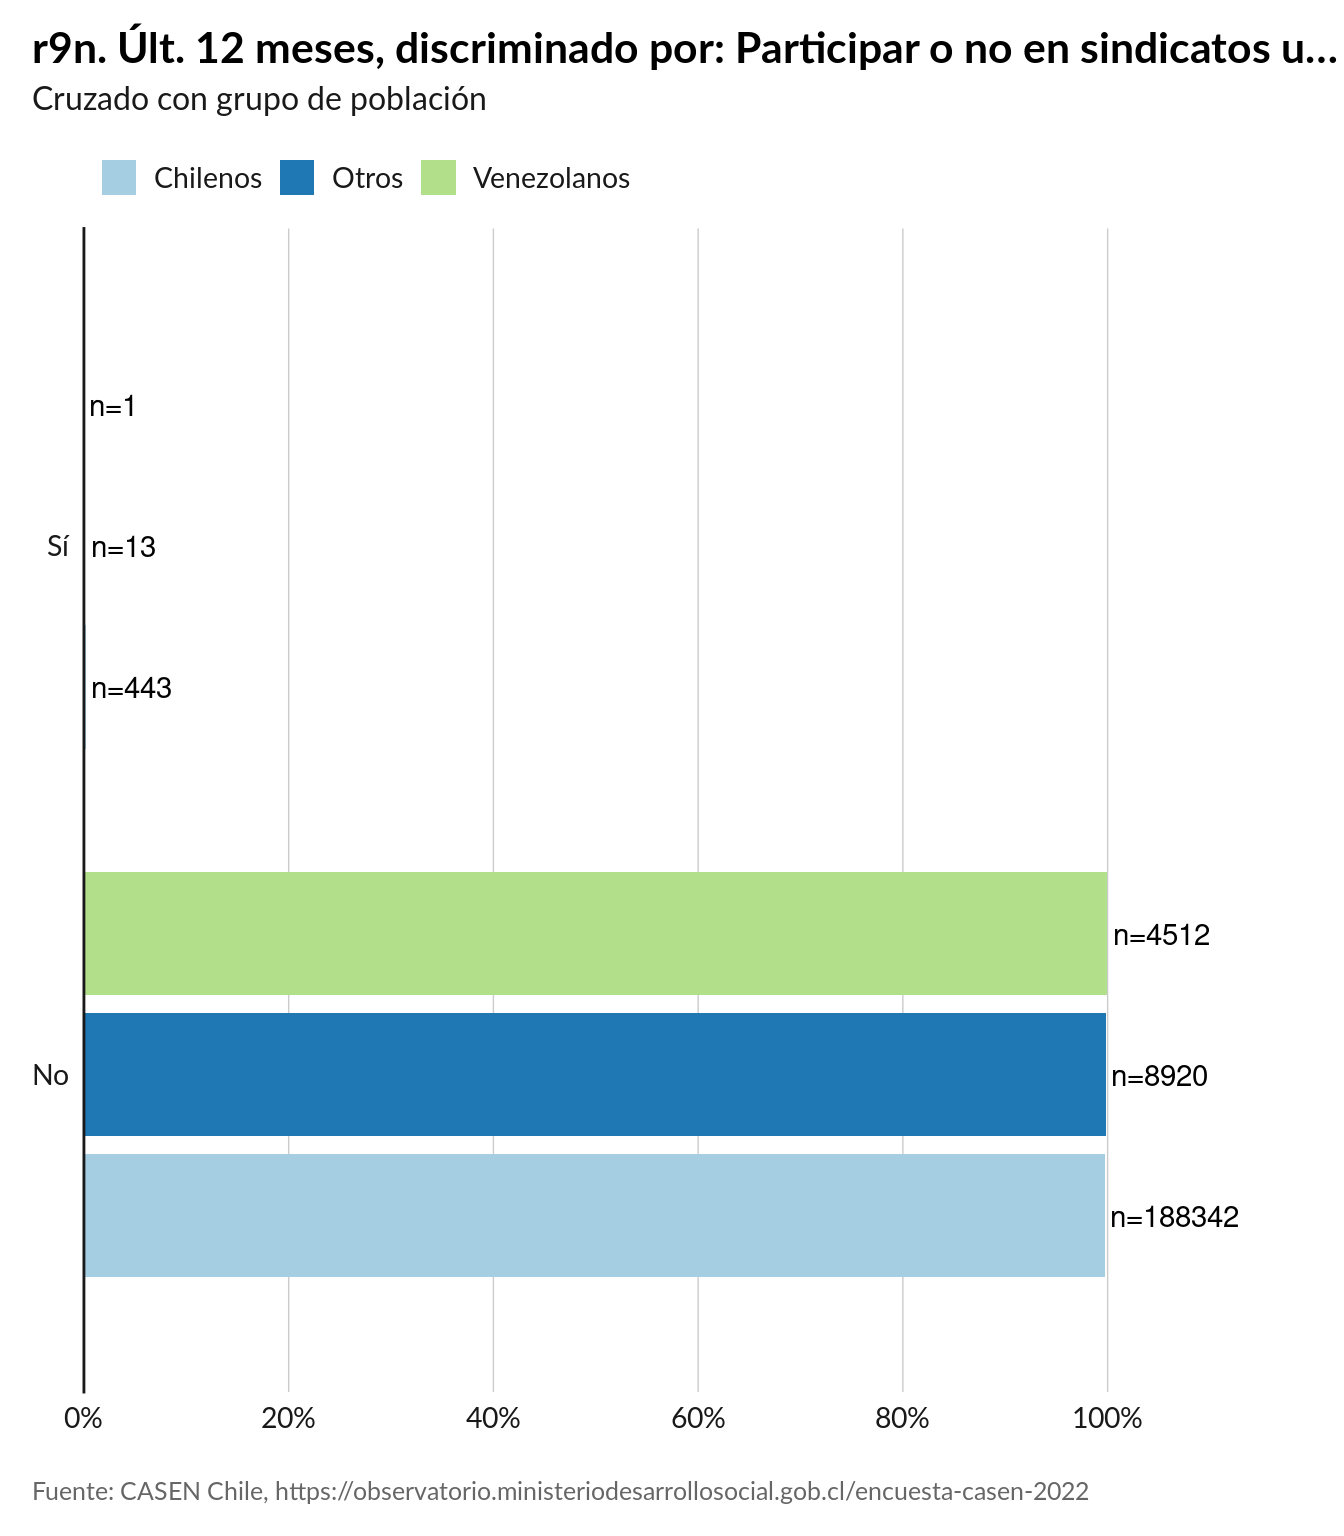 r9n. Últ. 12 meses, discriminado por: Participar o no en sindicatos u...
Cruzado con grupo de población
Chilenos Otros Venezolanos
n=1
Sí n=13
n=443
n=4512
No n=8920
n=188342
0% 20% 40% 60% 80% 100%
Fuente: CASEN Chile, https://observatorio.ministeriodesarrollosocial.gob.cl/encuesta-casen-2022